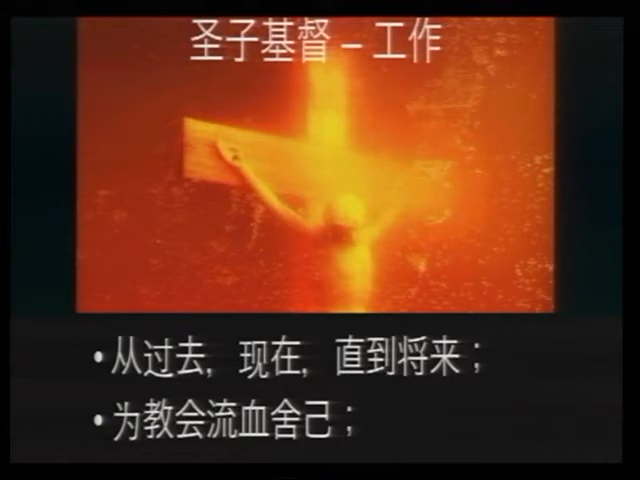 圣子基督 – 工作
•从过去，现在，直到将来；
•为教会流血舍己；